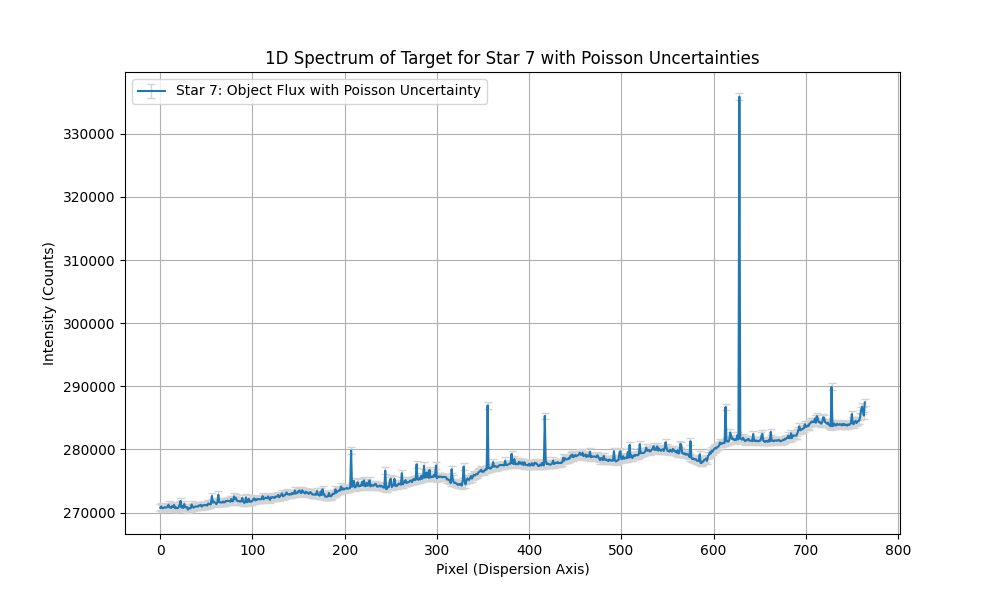 1D Spectrum of Target for Star 7 with Poisson Uncertainties
Star 7: Object Flux with Poisson Uncertainty
Intensity (Counts)
330000
320000
310000
300000
290000
280000
270000
0 100 200 300 400 500 600 700 800
Pixel (Dispersion Axis)